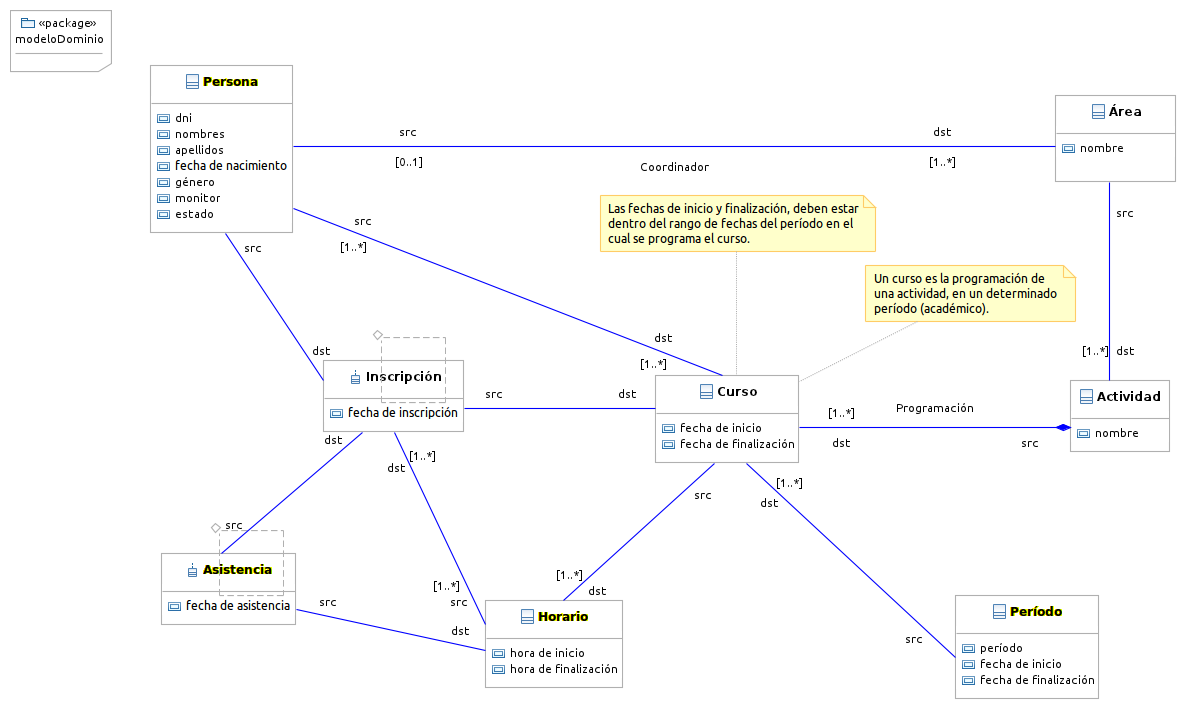 «package»
modeloDominio
Persona
dni
nombres
apellidos
fecha de nacimiento
género
monitor
estado
src
[0..1]
Coordinador
dst
[1..*]
Área
nombre
src
[1..*]
dst
Actividad
nombre
Las fechas de inicio y finalización, deben estar
dentro del rango de fechas del período en el
cual se programa el curso.
Un curso es la programación de
una actividad, en un determinado
período (académico).
src
[1..*]
dst
[1..*]
src
dst
Inscripción
fecha de inscripción
src
dst
Curso
fecha de inicio
fecha de finalización
[1..*]
Programación
dst
src
dst
src
[1..*]
dst
[1..*]
src
src
[1..*]
dst
[1..*]
dst
src
Asistencia
fecha de asistencia
src
dst
Horario
hora de inicio
hora de finalización
Período
período
fecha de inicio
fecha de finalización